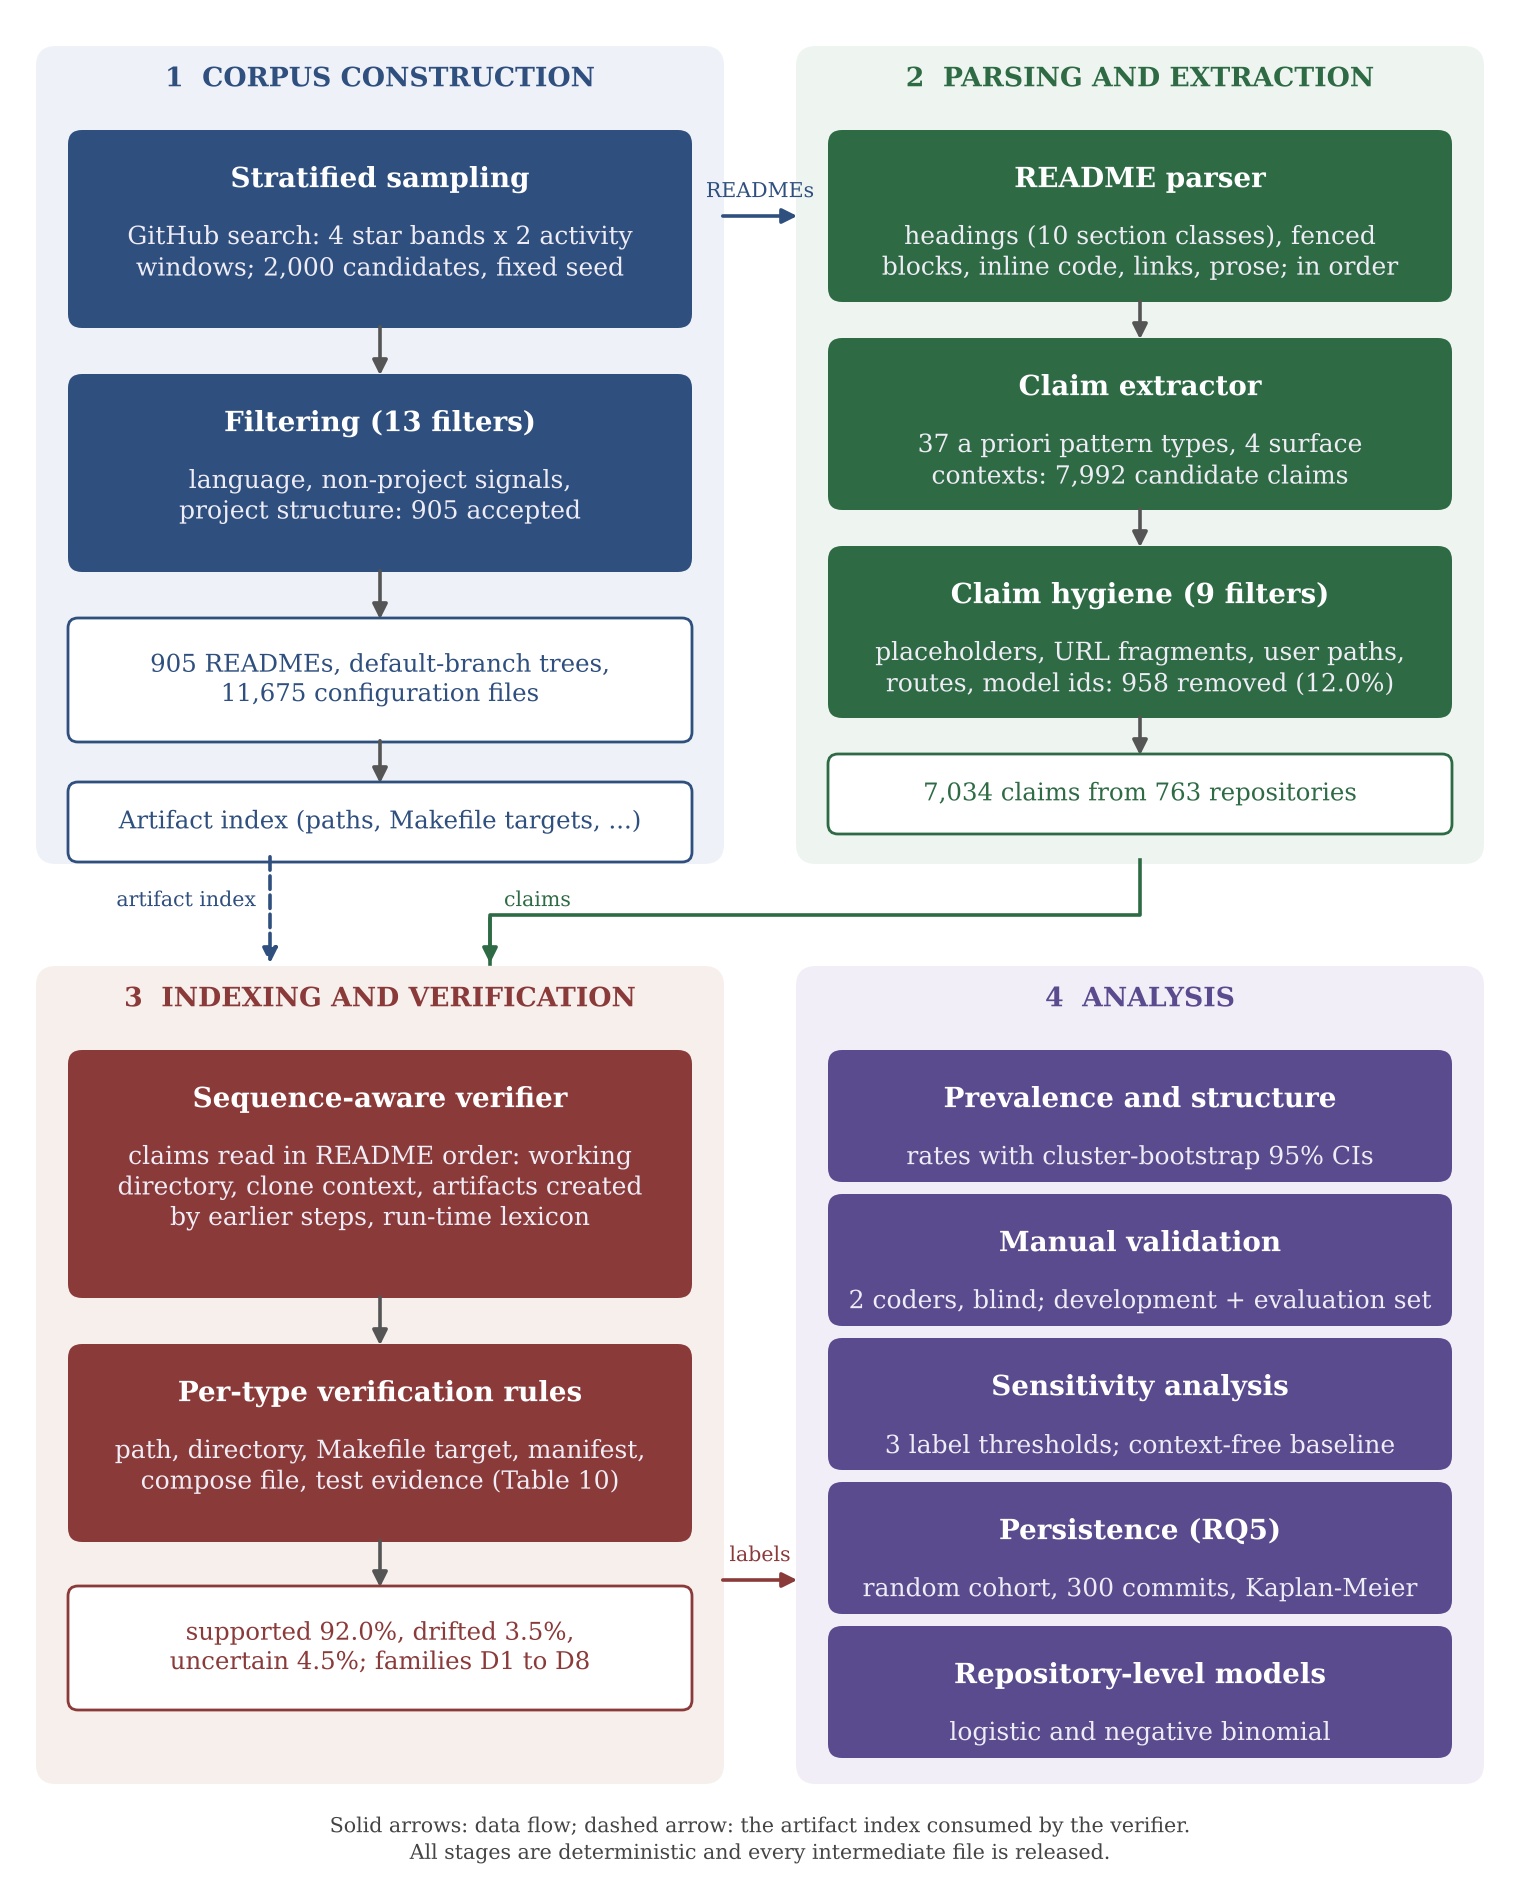 1  CORPUS CONSTRUCTION
Stratified sampling
GitHub search: 4 star bands x 2 activity
windows; 2,000 candidates, fixed seed
Filtering (13 filters)
language, non-project signals,
project structure: 905 accepted
905 READMEs, default-branch trees,
11,675 configuration files
Artifact index (paths, Makefile targets, ...)
READMEs
2  PARSING AND EXTRACTION
README parser
headings (10 section classes), fenced
blocks, inline code, links, prose; in order
Claim extractor
37 a priori pattern types, 4 surface
contexts: 7,992 candidate claims
Claim hygiene (9 filters)
placeholders, URL fragments, user paths,
routes, model ids: 958 removed (12.0%)
7,034 claims from 763 repositories
artifact index
claims
3  INDEXING AND VERIFICATION
Sequence-aware verifier
claims read in README order: working
directory, clone context, artifacts created
by earlier steps, run-time lexicon
Per-type verification rules
path, directory, Makefile target, manifest,
compose file, test evidence (Table 10)
supported 92.0%, drifted 3.5%,
uncertain 4.5%; families D1 to D8
labels
4  ANALYSIS
Prevalence and structure
rates with cluster-bootstrap 95% CIs
Manual validation
2 coders, blind; development + evaluation set
Sensitivity analysis
3 label thresholds; context-free baseline
Persistence (RQ5)
random cohort, 300 commits, Kaplan-Meier
Repository-level models
logistic and negative binomial
Solid arrows: data flow; dashed arrow: the artifact index consumed by the verifier.
All stages are deterministic and every intermediate file is released.